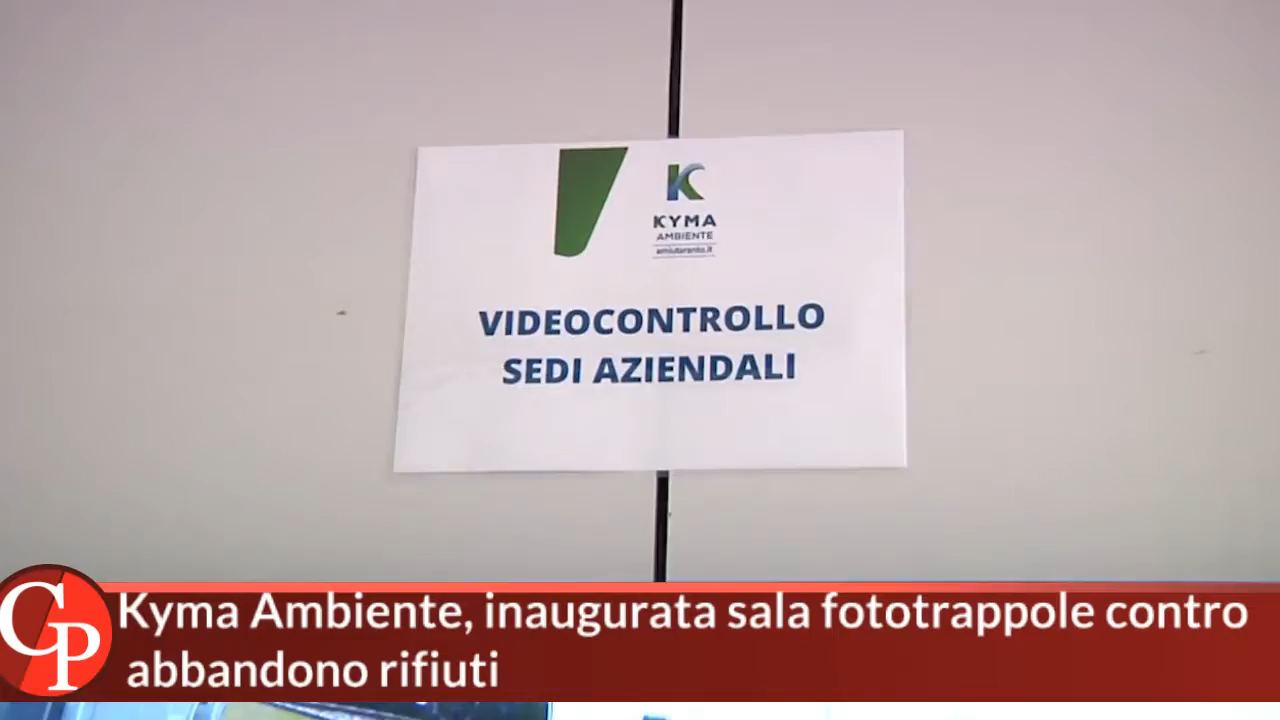 K
KYMA
AMBIENTE
amiutaranto.it
VIDEOCONTROLLO
SEDI AZIENDALI
CP
Kyma Ambiente, inaugurata sala fototrappole contro
abbandono rifiuti